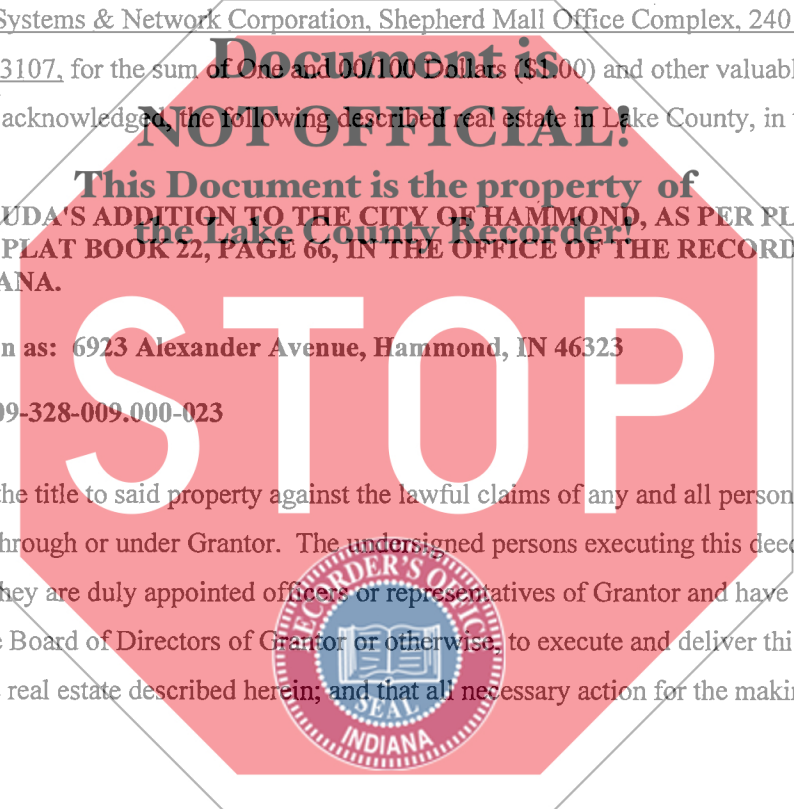 Systems & Network Corporation, Shepherd Mall Office Complex, 240
Document is
3107, for the sum of One and 00/100 Dollars ($1.00) and other valuabl
NOT OFFICIAL!
acknowledged, the following described real estate in Lake County, in
This Document is the property of
UDA'S ADDITION TO THE CITY OF HAMMOND, AS PER PL
the Lake County Recorder!
PLAT BOOK 22, PAGE 66, IN THE OFFICE OF THE RECORD
ANA.
STOP
n as: 6923 Alexander Avenue, Hammond, IN 46323
09-328-009.000-023
the title to said property against the lawful claims of any and all person
hrough or under Grantor. The undersigned persons executing this deed
hey are duly appointed officers or representatives of Grantor and have
e Board of Directors of Grantor or otherwise, to execute and deliver thi
real estate described herein; and that all necessary action for the makin
RECORDER'S OFFICE
SEAL
INDIANA